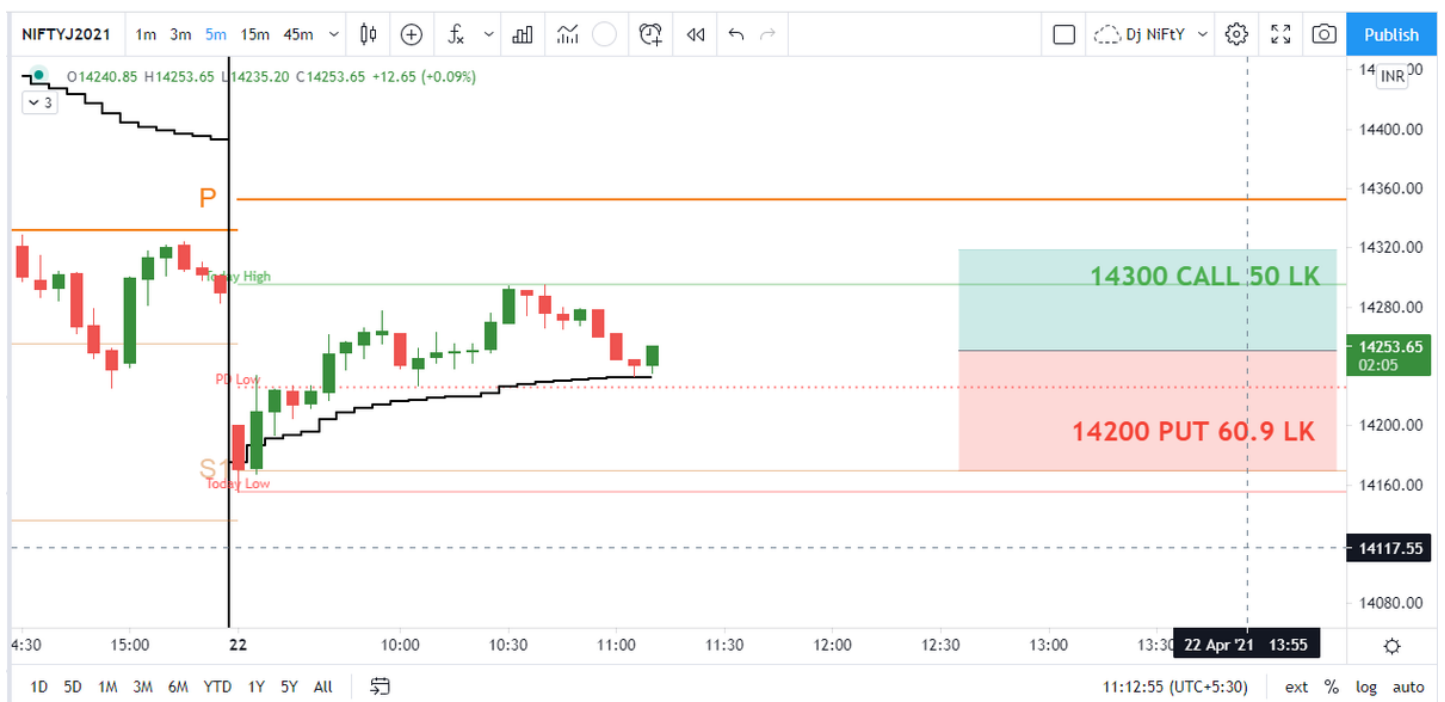 NIFTYJ2021 1m 3m 5m 15m 45m Dj NiFtY Publish
O14240.85 H14253.65 L14235.20 C14253.65 +12.65 (+0.09%)
INR
3
14400.00
P
14360.00
14320.00
Today High
14300 CALL 50 LK
14280.00
14253.65
02:05
PD Low
14200 PUT 60.9 LK
14200.00
S1
Today Low
14160.00
14117.55
14080.00
4:30 15:00 22 10:00 10:30 11:00 11:30 12:00 12:30 13:00 13:30 22 Apr '21 13:55
1D 5D 1M 3M 6M YTD 1Y 5Y All 11:12:55 (UTC+5:30) ext % log auto